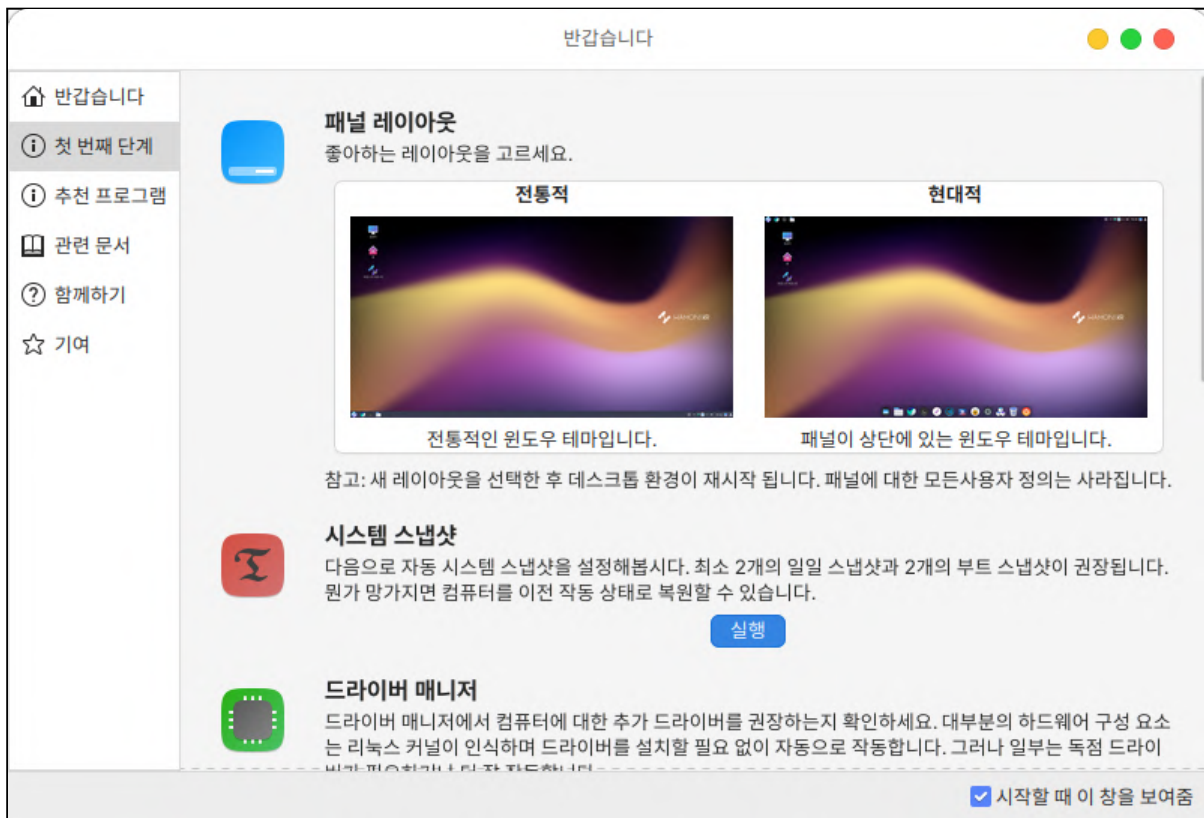 반갑습니다
반갑습니다
첫 번째 단계
추천 프로그램
관련 문서
함께하기
기여
패널 레이아웃
좋아하는 레이아웃을 고르세요.
전통적
현대적
전통적인 윈도우 테마입니다.
패널이 상단에 있는 윈도우 테마입니다.
참고: 새 레이아웃을 선택한 후 데스크톱 환경이 재시작 됩니다. 패널에 대한 모든사용자 정의는 사라집니다.
시스템 스냅샷
다음으로 자동 시스템 스냅샷을 설정해봅시다. 최소 2개의 일일 스냅샷과 2개의 부트 스냅샷이 권장됩니다.
뭔가 망가지면 컴퓨터를 이전 작동 상태로 복원할 수 있습니다.
실행
드라이버 매니저
드라이버 매니저에서 컴퓨터에 대한 추가 드라이버를 권장하는지 확인하세요. 대부분의 하드웨어 구성 요소
는 리눅스 커널이 인식하며 드라이버를 설치할 필요 없이 자동으로 작동합니다. 그러나 일부는 독점 드라이
시작할 때 이 창을 보여줌